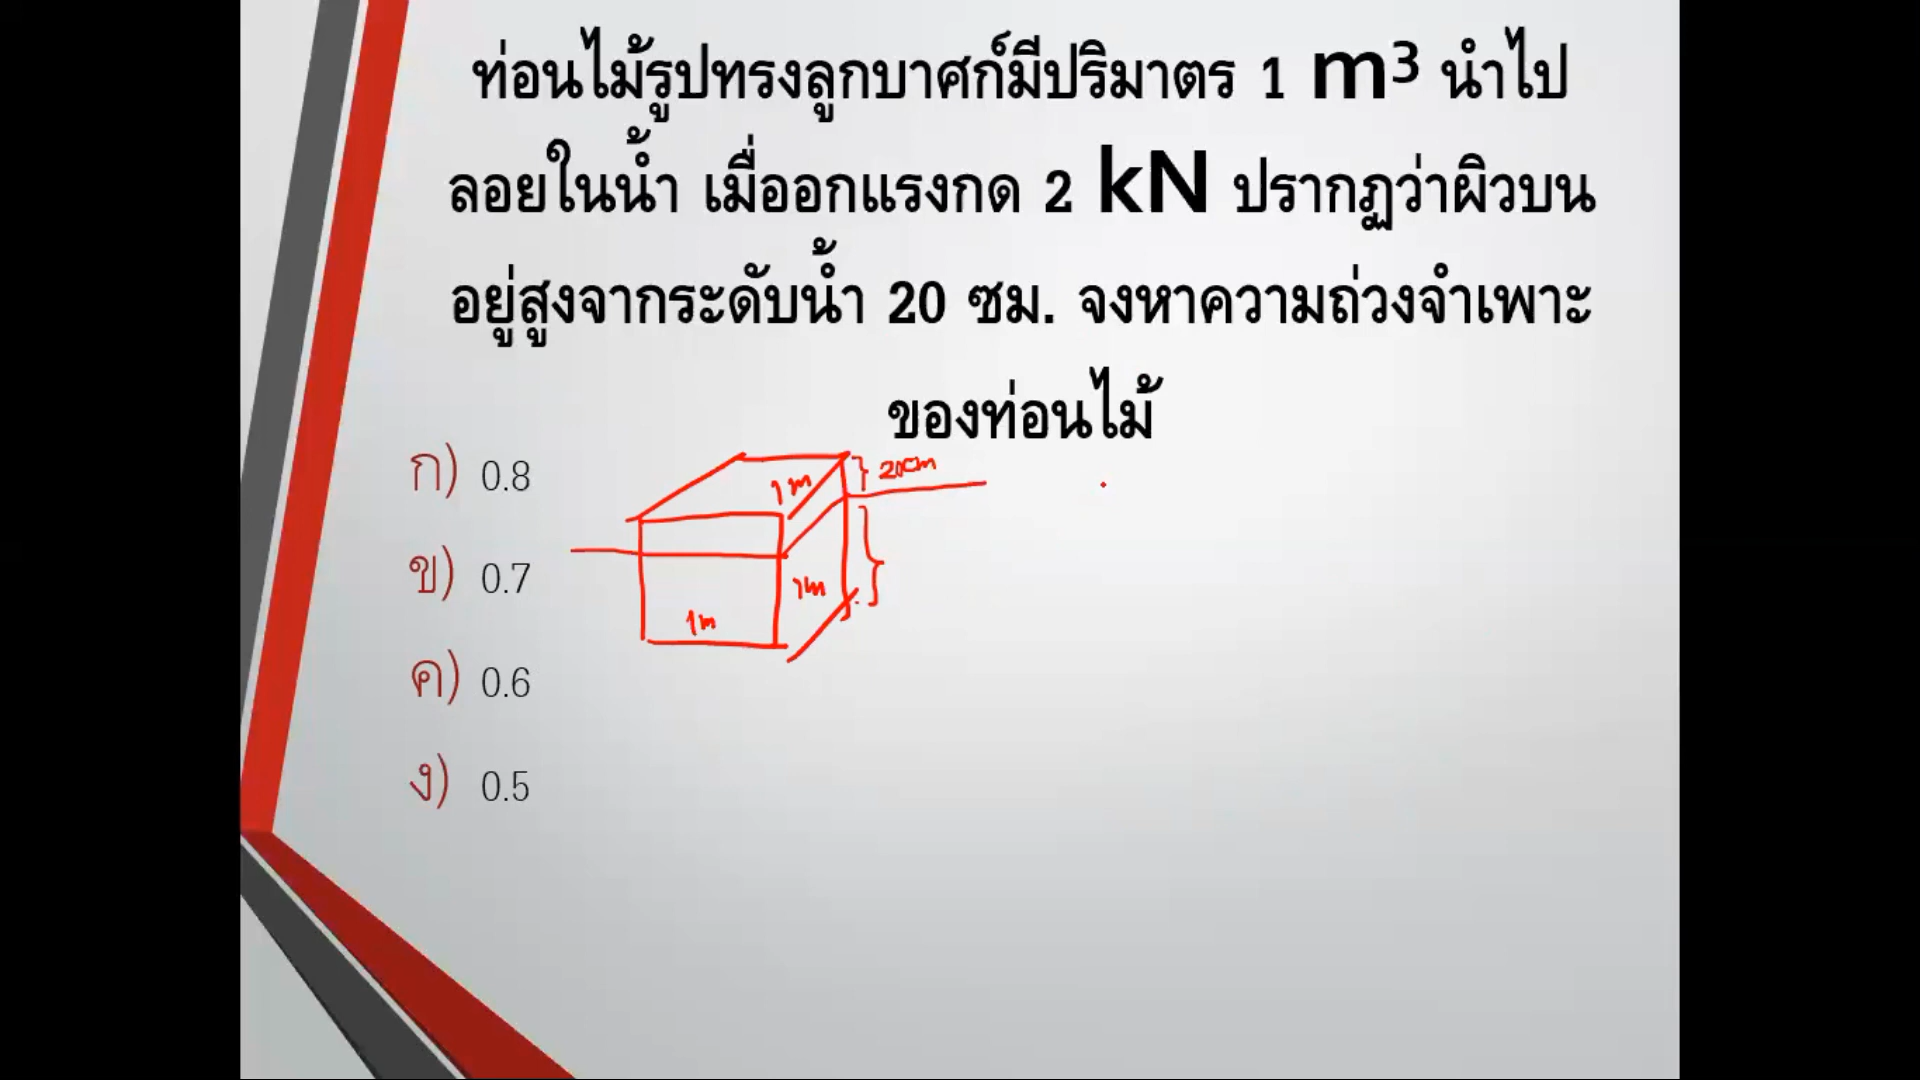 ท่อนไม้รูปทรงลูกบาศก์มีปริมาตร 1 m³ นำไป
ลอยในน้ำ เมื่อออกแรงกด 2 kN ปรากฏว่าผิวบน
อยู่สูงจากระดับน้ำ 20 ซม. จงหาความถ่วงจำเพาะ
ของท่อนไม้
ก) 0.8
ข) 0.7
ค) 0.6
ง) 0.5
20cm
1m
1m
1m